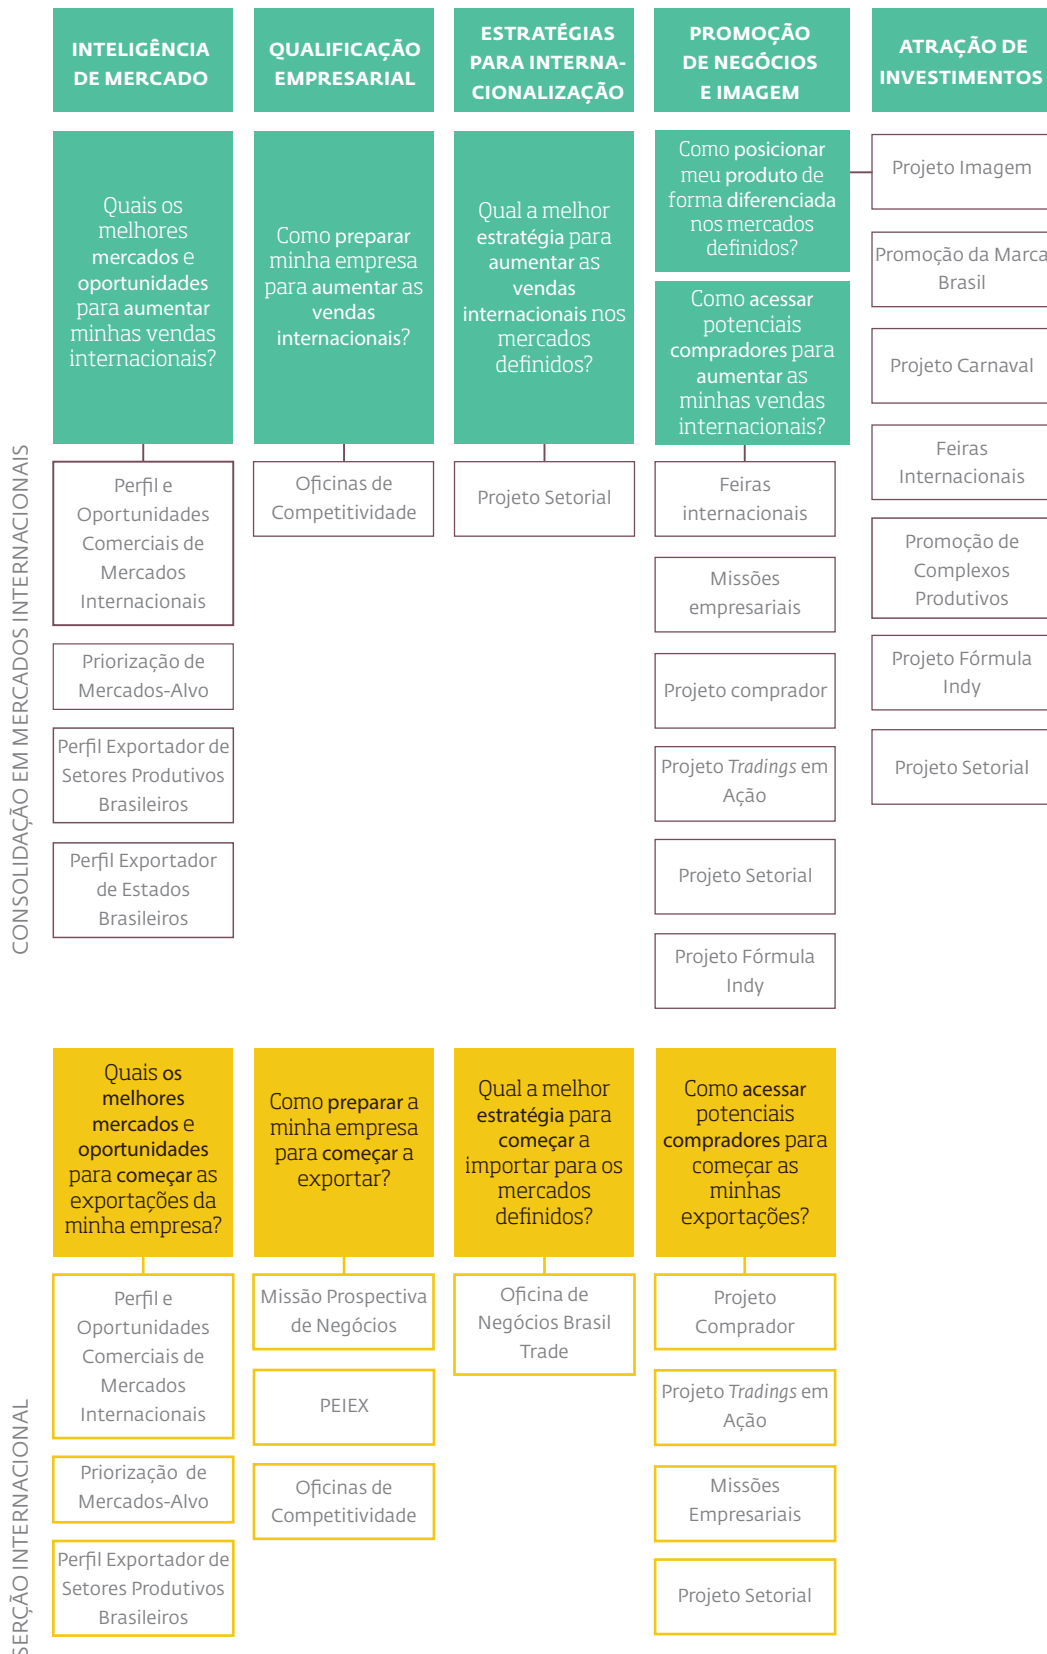 INTELIGÊNCIA
DE MERCADO
QUALIFICAÇÃO
EMPRESARIAL
ESTRATÉGIAS
PARA INTERNA-
CIONALIZAÇÃO
PROMOÇÃO
DE NEGÓCIOS
E IMAGEM
ATRAÇÃO DE
INVESTIMENTOS
CONSOLIDAÇÃO EM MERCADOS INTERNACIONAIS
Quais os
melhores
mercados e
oportunidades
para aumentar
minhas vendas
internacionais?
Perfil e
Oportunidades
Comerciais de
Mercados
Internacionais
Priorização de
Mercados-Alvo
Perfil Exportador de
Setores Produtivos
Brasileiros
Perfil Exportador
de Estados
Brasileiros
Como preparar
minha empresa
para aumentar as
vendas
internacionais?
Oficinas de
Competitividade
Qual a melhor
estratégia para
aumentar as
vendas
internacionais nos
mercados
definidos?
Projeto Setorial
Como posicionar
meu produto de
forma diferenciada
nos mercados
definidos?
Como acessar
potenciais
compradores para
aumentar as
minhas vendas
internacionais?
Feiras
internacionais
Missões
empresariais
Projeto comprador
Projeto Tradings em
Ação
Projeto Setorial
Projeto Fórmula
Indy
Projeto Imagem
Promoção da Marca
Brasil
Projeto Carnaval
Feiras
Internacionais
Promoção de
Complexos
Produtivos
Projeto Fórmula
Indy
Projeto Setorial
SERÇÃO INTERNACIONAL
Quais os
melhores
mercados e
oportunidades
para começar as
exportações da
minha empresa?
Perfil e
Oportunidades
Comerciais de
Mercados
Internacionais
Priorização de
Mercados-Alvo
Perfil Exportador de
Setores Produtivos
Brasileiros
Como preparar a
minha empresa
para começar a
exportar?
Missão Prospectiva
de Negócios
PEIEX
Oficinas de
Competitividade
Qual a melhor
estratégia para
começar a
importar para os
mercados
definidos?
Oficina de
Negócios Brasil
Trade
Como acessar
potenciais
compradores para
começar as
minhas
exportações?
Projeto
Comprador
Projeto Tradings em
Ação
Missões
Empresariais
Projeto Setorial